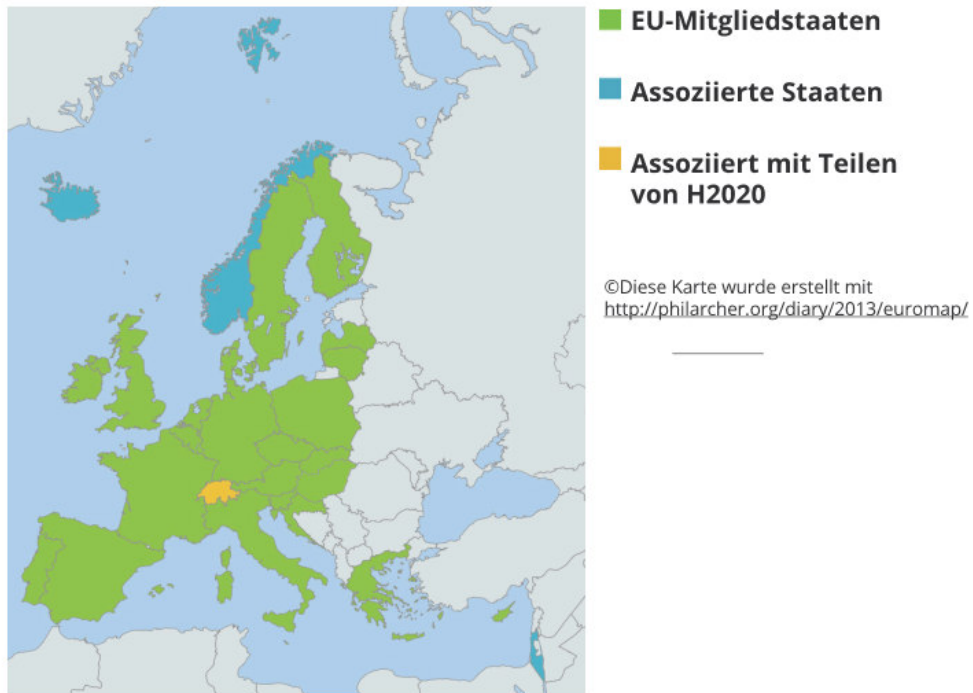 EU-Mitgliedstaaten
Assoziierte Staaten
Assoziiert mit Teilen
von H2020
©Diese Karte wurde erstellt mit
http://philarcher.org/diary/2013/euromap/